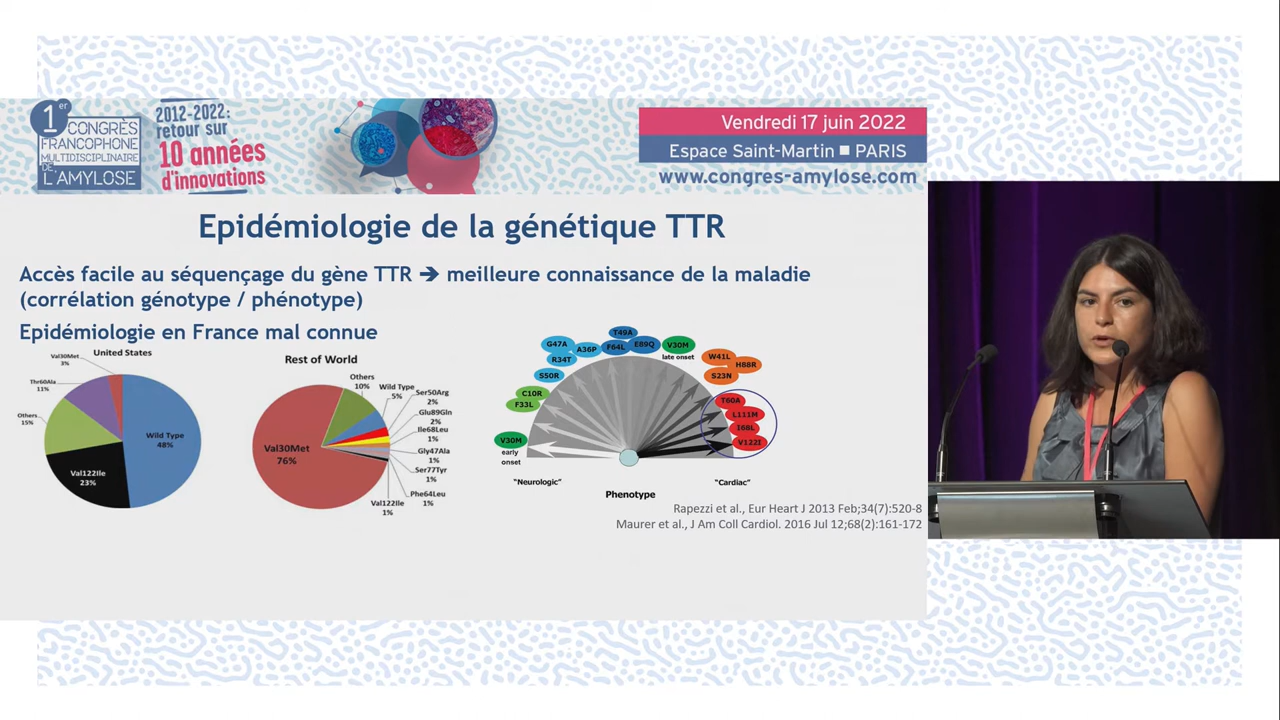 1er
CONGRÈS
FRANCOPHONE
MULTIDISCIPLINAIRE
DE
L'AMYLOSE
2012-2022:
retour sur
10 années
d'innovations
Vendredi 17 juin 2022
Espace Saint-Martin ■ PARIS
www.congres-amylose.com
Epidémiologie de la génétique TTR
Accès facile au séquençage du gène TTR ➔ meilleure connaissance de la maladie
(corrélation génotype / phénotype)
Epidémiologie en France mal connue
United States
Val30Met
3%
Thr60Ala
11%
Others
15%
Wild Type
48%
Val122Ile
23%
Rest of World
Others
10%
Wild Type
5%
Ser50Arg
2%
Glu89Gln
2%
Ile68Leu
1%
Gly47Ala
1%
Ser77Tyr
1%
Phe64Leu
1%
Val122Ile
1%
Val30Met
76%
T49A
G47A
A36P
F64L
E89Q
V30M
late onset
R34T
S50R
W41L
H88R
S23N
C10R
F33L
T60A
L111M
I68L
V122I
V30M
early
onset
"Neurologic"
"Cardiac"
Phenotype
Rapezzi et al., Eur Heart J 2013 Feb;34(7):520-8
Maurer et al., J Am Coll Cardiol. 2016 Jul 12;68(2):161-172